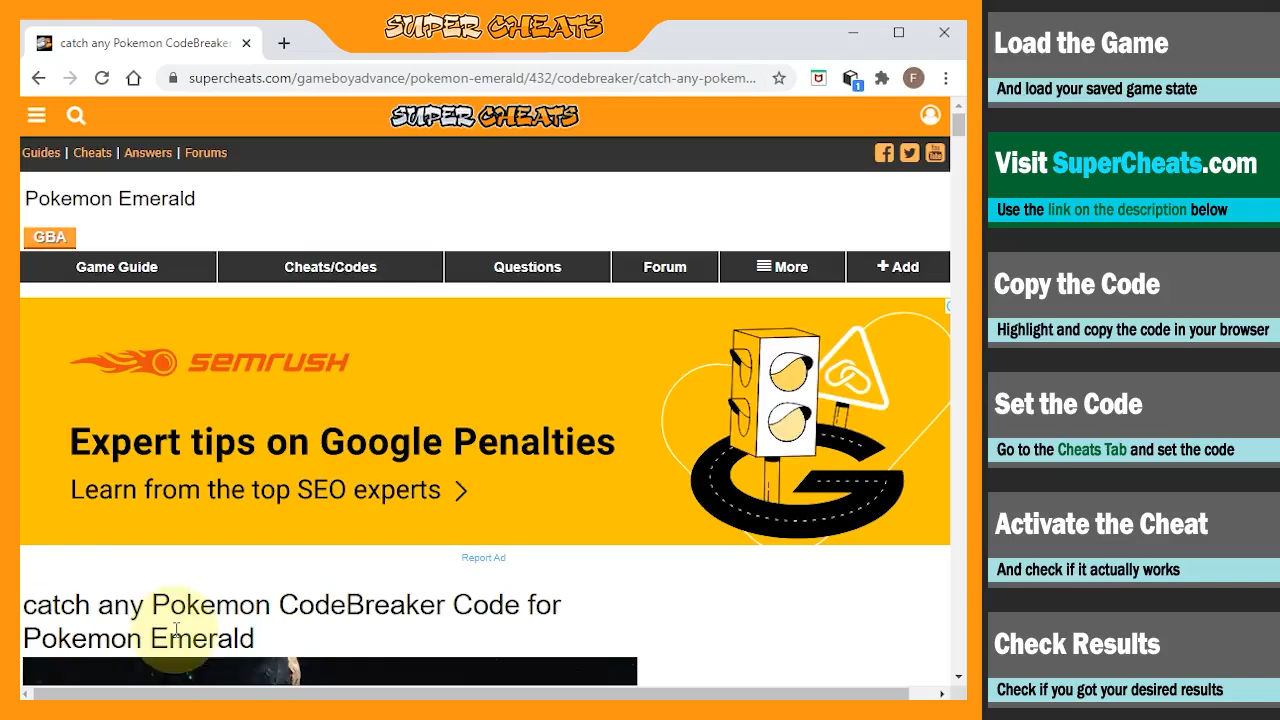 SUPER CHEATS
catch any Pokemon CodeBreaker
supercheats.com/gameboyadvance/pokemon-emerald/432/codebreaker/catch-any-pokem...
1
F
SUPER CHEATS
Guides | Cheats | Answers | Forums
You
Tube
Pokemon Emerald
GBA
Game Guide
Cheats/Codes
Questions
Forum
More
+ Add
SEMRUSH
Expert tips on Google Penalties
Learn from the top SEO experts >
Report Ad
catch any Pokemon CodeBreaker Code for
Pokemon Emerald
Load the Game
And load your saved game state
Visit SuperCheats.com
Use the link on the description below
Copy the Code
Highlight and copy the code in your browser
Set the Code
Go to the Cheats Tab and set the code
Activate the Cheat
And check if it actually works
Check Results
Check if you got your desired results